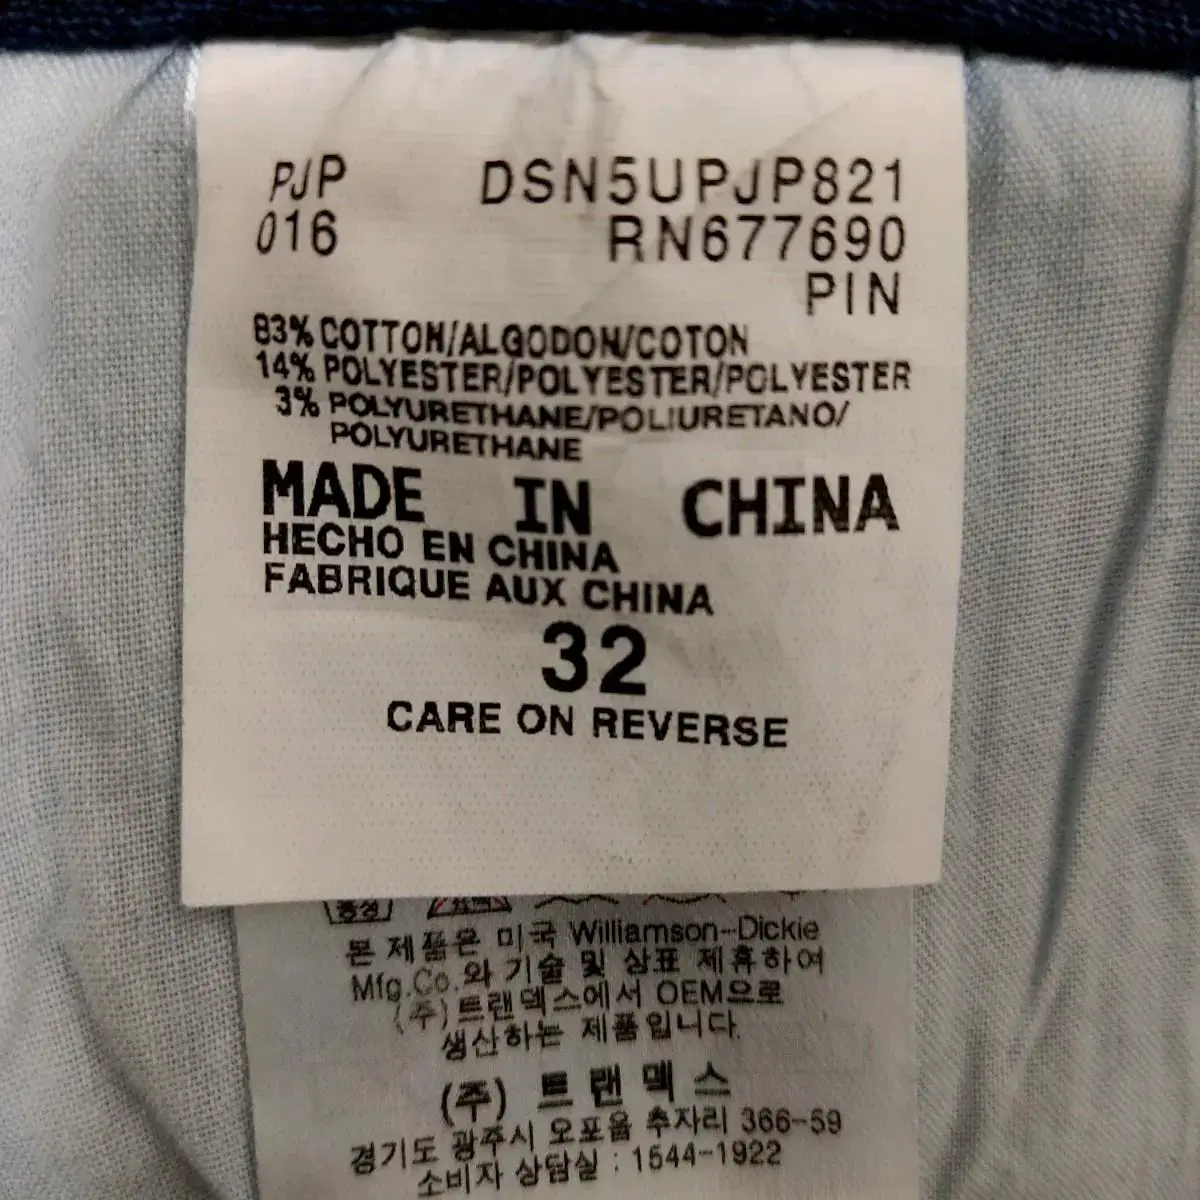 PJP DSN5UPJP821
016 RN677690
PIN
83% COTTON/ALGODON/COTON
14% POLYESTER/POLYESTER/POLYESTER
3% POLYURETHANE/POLIURETANO/
POLYURETHANE
MADE IN CHINA
HECHO EN CHINA
FABRIQUE AUX CHINA
32
CARE ON REVERSE
중성
본 제품은 미국 Williamson-Dickie
Mfg.Co.와 기술 및 상표 제휴하여
(주)트랜덱스에서 OEM으로
생산하는 제품입니다.
(주) 트랜덱스
경기도 광주시 오포읍 추자리 366-59
소비자 상담실 : 1544-1922